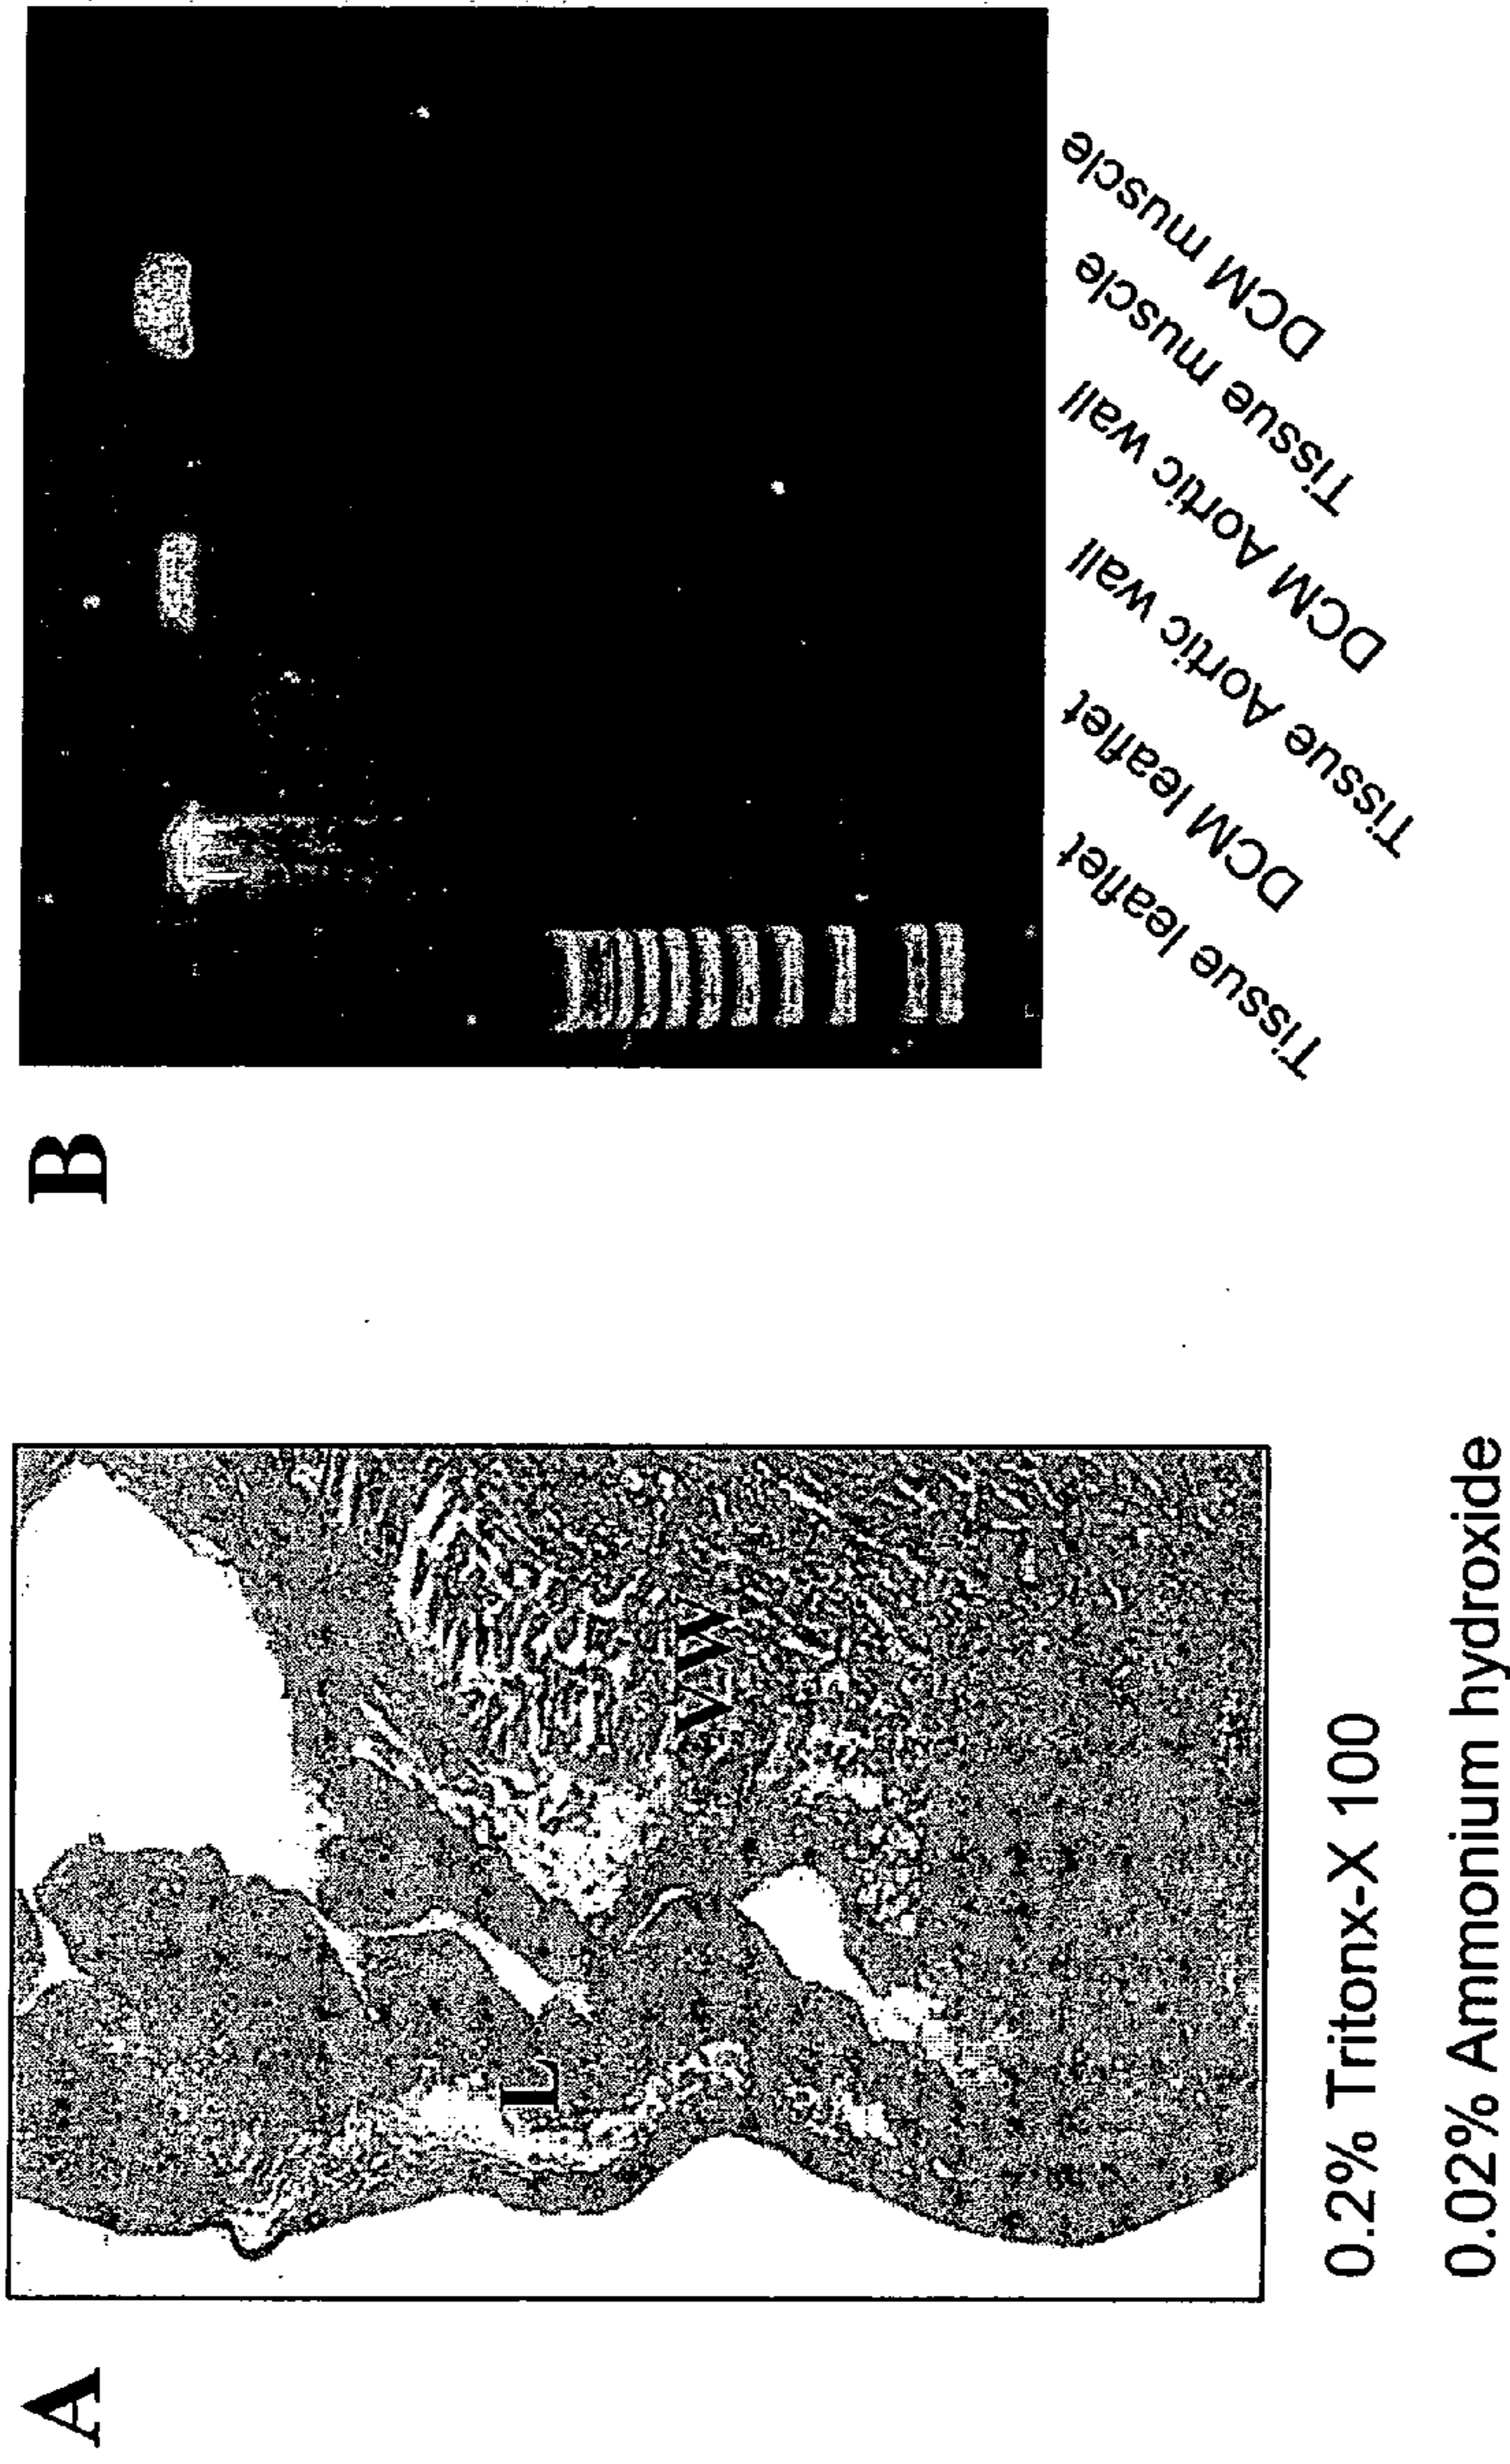 A
L
VW
0.2% Tritonx-X 100
0.02% Ammonium hydroxide
B
Tissue leaflet
DCM leaflet
Tissue Aortic wall
DCM Aortic wall
Tissue muscle
DCM muscle